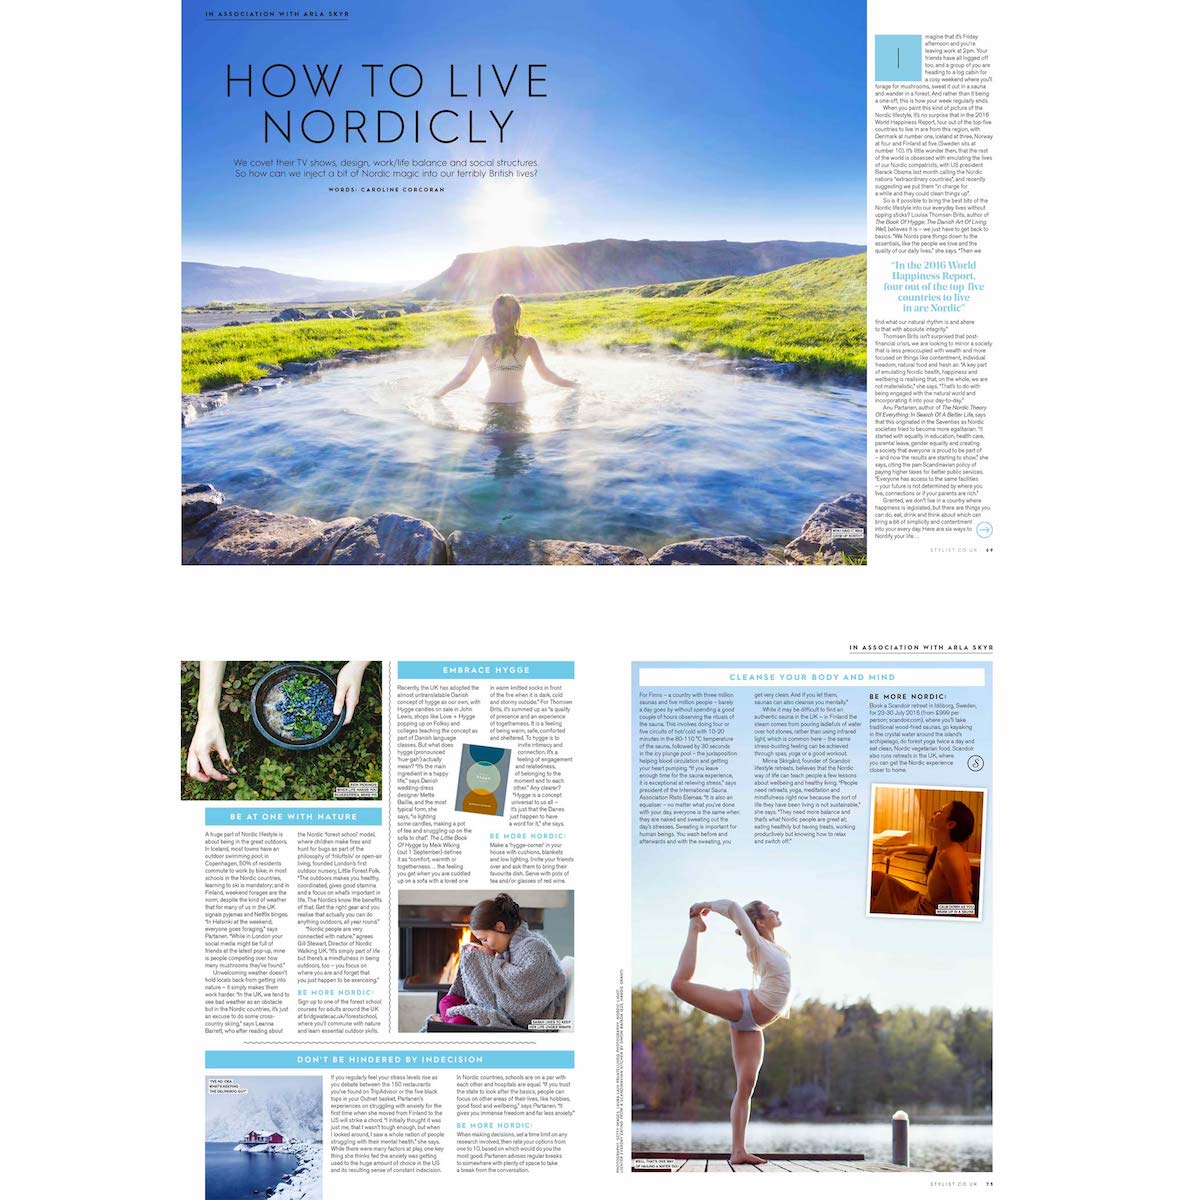 IN ASSOCIATION WITH ARLA SKYR
HOW TO LIVE
NORDICLY
We covet their TV shows, design, work/life balance and social structures.
So how can we inject a bit of Nordic magic into our terribly British lives?
WORDS: CAROLINE CORCORAN
I
magine that it's Friday
afternoon and you're
leaving work at 2pm. Your
friends have all logged off
too, and a group of you are
heading to a log cabin for
a cosy weekend where you'll
forage for mushrooms, sweat it out in a sauna
and wander in a forest. And rather than it being
a one-off, this is how your week regularly ends.
When you paint this kind of picture of the
Nordic lifestyle, it's no surprise that in the 2016
World Happiness Report, four out of the top-five
countries to live in are from this region, with
Denmark at number one, Iceland at three, Norway
at four and Finland at five (Sweden sits at
number 10). It's little wonder then, that the rest
of the world is obsessed with emulating the lives
of our Nordic compatriots, with US president
Barack Obama last month calling the Nordic
nations "extraordinary countries", and recently
suggesting we put them "in charge for
a while and they could clean things up".
So is it possible to bring the best bits of the
Nordic lifestyle into our everyday lives without
upping sticks? Louisa Thomsen Brits, author of
The Book Of Hygge: The Danish Art Of Living
Well, believes it is – we just have to get back to
basics. "We Nords pare things down to the
essentials, like the people we love and the
quality of our daily lives," she says. "Then we
"In the 2016 World
Happiness Report,
four out of the top-five
countries to live
in are Nordic"
find what our natural rhythm is and ahere
to that with absolute integrity."
Thomsen Brits isn't surprised that post-
financial crisis, we are looking to mirror a society
that is less preoccupied with wealth and more
focused on things like contentment, individual
freedom, natural food and fresh air. "A key part
of emulating Nordic health, happiness and
wellbeing is realising that, on the whole, we are
not materialistic," she says. "That's to do with
being engaged with the natural world and
incorporating it into your day-to-day."
Anu Partanen, author of The Nordic Theory
Of Everything: In Search Of A Better Life, says
that this originated in the Seventies as Nordic
societies tried to become more egalitarian. "It
started with equality in education, health care,
parental leave, gender equality and creating
a society that everyone is proud to be part of
– and now the results are starting to show," she
says, citing the pan-Scandinavian policy of
paying higher taxes for better public services.
"Everyone has access to the same facilities
– your future is not determined by where you
live, connections or if your parents are rich."
Granted, we don't live in a country where
happiness is legislated, but there are things you
can do, eat, drink and think about which can
bring a bit of simplicity and contentment
into your every day. Here are six ways to
Nordify your life…
STYLIST.CO.UK 69
IN ASSOCIATION WITH ARLA SKYR
BE AT ONE WITH NATURE
A huge part of Nordic lifestyle is
about being in the great outdoors.
In Iceland, most towns have an
outdoor swimming pool; in
Copenhagen, 50% of residents
commute to work by bike; in most
schools in the Nordic countries,
learning to ski is mandatory; and in
Finland, weekend forages are the
norm, despite the kind of weather
that for many of us in the UK
signals pyjamas and Netflix binges.
"In Helsinki at the weekend,
everyone goes foraging," says
Partanen. "While in London your
social media might be full of
friends at the latest pop-up, mine
is people competing over how
many mushrooms they've found."
Unwelcoming weather doesn't
hold locals back from getting into
nature – it simply makes them
work harder. "In the UK, we tend to
see bad weather as an obstacle
but in the Nordic countries, it's just
an excuse to do some cross-
country skiing," says Leanna
Barrett, who after reading about
the Nordic 'forest school' model,
where children make fires and
hunt for bugs as part of the
philosophy of 'friluftsliv' or open-air
living, founded London's first
outdoor nursery, Little Forest Folk.
"The outdoors makes you healthy,
coordinated, gives good stamina
and a focus on what's important in
life. The Nordics know the benefits
of that. Get the right gear and you
realise that actually you can do
anything outdoors, all year round."
"Nordic people are very
connected with nature," agrees
Gill Stewart, Director of Nordic
Walking UK. "It's simply part of life
but there's a mindfulness in being
outdoors, too – you focus on
where you are and forget that
you just happen to be exercising."
BE MORE NORDIC:
Sign up to one of the forest school
courses for adults around the UK
at bridgwater.ac.uk/forestschool,
where you'll commune with nature
and learn essential outdoor skills.
EMBRACE HYGGE
Recently, the UK has adopted the
almost untranslatable Danish
concept of hygge as our own, with
Hygge candles on sale in John
Lewis, shops like Love + Hygge
popping up on Folksy and
colleges teaching the concept as
part of Danish language
classes. But what does
hygge (pronounced
'hue-gah') actually
mean? "It's the main
ingredient in a happy
life," says Danish
wedding-dress
designer Mette
Baillie, and the most
typical form, she
says, "is lighting
some candles, making a pot
of tea and snuggling up on the
sofa to chat". The Little Book
Of Hygge by Meik Wiking
(out 1 September) defines
it as "comfort, warmth or
togetherness… the feeling
you get when you are cuddled
up on a sofa with a loved one
in warm knitted socks in front
of the fire when it is dark, cold
and stormy outside." For Thomsen
Brits, it's summed up as "a quality
of presence and an experience
of togetherness. It is a feeling
of being warm, safe, comforted
and sheltered. To hygge is to
invite intimacy and
connection. It's a
feeling of engagement
and relatedness,
of belonging to the
moment and to each
other." Any clearer?
"Hygge is a concept
universal to us all –
it's just that the Danes
just happen to have
a word for it," she says.
BE MORE NORDIC:
Make a 'hygge-corner' in your
house with cushions, blankets
and low lighting. Invite your friends
over and ask them to bring their
favourite dish. Serve with pots of
tea and/or glasses of red wine.
DON'T BE HINDERED BY INDECISION
"I'VE NO IDEA
WHAT'S KEEPING
THE DELIVEROO GUY"
If you regularly feel your stress levels rise as
you debate between the 150 restaurants
you've found on TripAdvisor or the five black
tops in your Outnet basket, Partanen's
experiences on struggling with anxiety for the
first time when she moved from Finland to the
US will strike a chord. "I initially thought it was
just me, that I wasn't tough enough, but when
I looked around, I saw a whole nation of people
struggling with their mental health," she says.
While there were many factors at play, one key
thing she thinks fed the anxiety was getting
used to the huge amount of choice in the US
and its resulting sense of constant indecision.
In Nordic countries, schools are on a par with
each other and hospitals are equal. "If you trust
the state to look after the basics, people can
focus on other areas of their lives, like hobbies,
good food and wellbeing," says Partanen. "It
gives you immense freedom and far less anxiety."
BE MORE NORDIC:
When making decisions, set a time limit on any
research involved, then rate your options from
one to 10, based on which would do you the
most good. Partanen advises regular breaks
to somewhere with plenty of space to take
a break from the conversation.
CLEANSE YOUR BODY AND MIND
For Finns – a country with three million
saunas and five million people – barely
a day goes by without spending a good
couple of hours observing the rituals of
the sauna. This involves doing four or
five circuits of hot/cold with 10-20
minutes in the 80-110 °C temperature
of the sauna, followed by 30 seconds
in the icy plunge pool – the juxtaposition
helping blood circulation and getting
your heart pumping. "If you leave
enough time for the sauna experience,
it is exceptional at relieving stress," says
president of the International Sauna
Association Risto Elomaa. "It is also an
equaliser – no matter what you've done
with your day, everyone is the same when
they are naked and sweating out the
day's stresses. Sweating is important for
human beings. You wash before and
afterwards and with the sweating, you
get very clean. And if you let them,
saunas can also cleanse you mentally."
While it may be difficult to find an
authentic sauna in the UK – in Finland the
steam comes from pouring ladlefuls of water
over hot stones, rather than using infrared
light, which is common here – the same
stress-busting feeling can be achieved
through spas, yoga or a good workout.
Minna Skirgård, founder of Scandoir
lifestyle retreats, believes that the Nordic
way of life can teach people a few lessons
about wellbeing and healthy living. "People
need retreats, yoga, meditation and
mindfulness right now because the sort of
life they have been living is not sustainable,"
she says. "They need more balance and
that's what Nordic people are great at;
eating healthily but having treats, working
productively but knowing how to relax
and switch off."
BE MORE NORDIC:
Book a Scandoir retreat in Idöborg, Sweden,
for 23-30 July 2016 (from £999 per
person; scandoir.com), where you'll take
traditional wood-fired saunas, go kayaking
in the crystal water around the island's
archipelago, do forest yoga twice a day and
eat clean, Nordic vegetarian food. Scandoir
also runs retreats in the UK, where
you can get the Nordic experience
closer to home.
S
CALM DOWN AS YOU
WARM UP IN A SAUNA
STYLIST.CO.UK 73